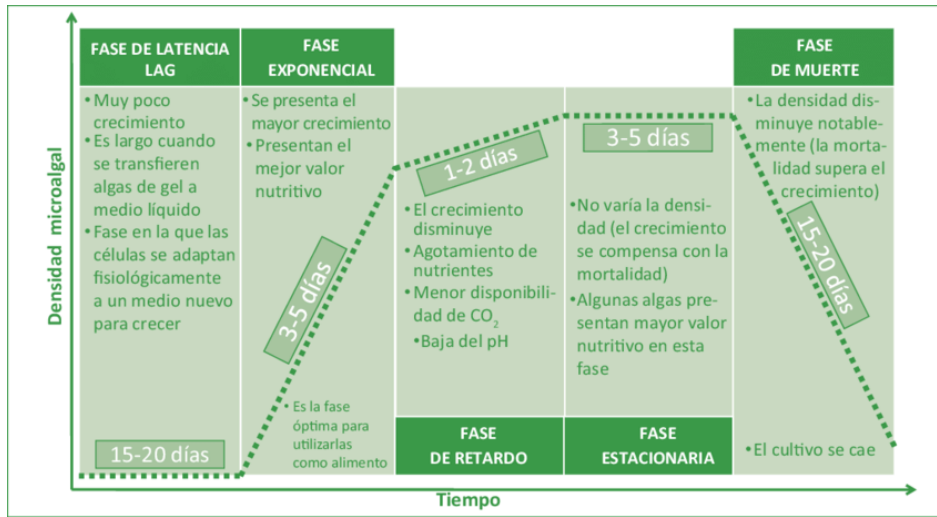 Densidad microalgal
FASE DE LATENCIA
LAG
• Muy poco
crecimiento
• Es largo cuando
se transfieren
algas de gel a
medio líquido
• Fase en la que las
células se adaptan
fisiológicamente
a un medio nuevo
para crecer
15-20 días
FASE
EXPONENCIAL
• Se presenta el
mayor crecimiento
• Presentan el
mejor valor
nutritivo
3-5 días
• Es la fase
óptima para
utilizarlas
como alimento
1-2 días
• El crecimiento
disminuye
• Agotamiento de
nutrientes
• Menor disponibili-
dad de CO₂
• Baja del pH
FASE
DE RETARDO
3-5 días
• No varía la densi-
dad (el crecimiento
se compensa con la
mortalidad)
• Algunas algas pre-
sentan mayor valor
nutritivo en esta
fase
FASE
ESTACIONARIA
FASE
DE MUERTE
• La densidad dis-
minuye notable-
mente (la morta-
lidad supera el
crecimiento)
15-20 días
• El cultivo se cae
Tiempo